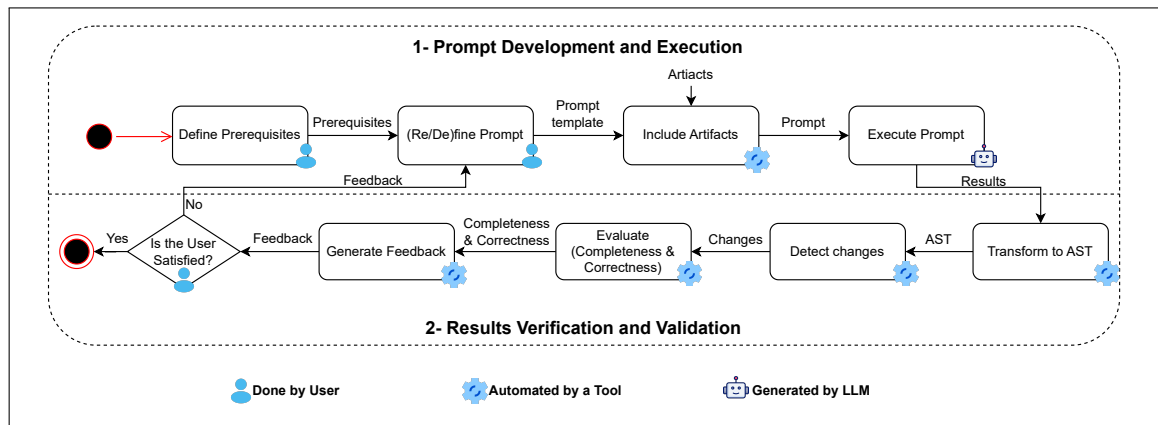 1- Prompt Development and Execution
Artiacts
Define Prerequisites
Prerequisites
(Re/De)fine Prompt
Prompt
template
Include Artifacts
Prompt
Execute Prompt
Feedback
Results
No
Yes
Is the User
Satisfied?
Feedback
Generate Feedback
Completeness
& Correctness
Evaluate
(Completeness &
Correctness)
Changes
Detect changes
AST
Transform to AST
2- Results Verification and Validation
Done by User
Automated by a Tool
Generated by LLM